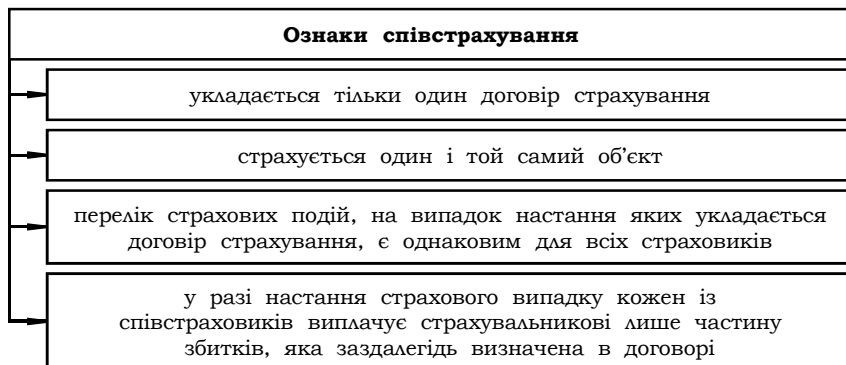 Ознаки співстрахування
укладається тільки один договір страхування
страхується один і той самий об’єкт
перелік страхових подій, на випадок настання яких укладається
договір страхування, є однаковим для всіх страховиків
у разі настання страхового випадку кожен із
співстраховиків виплачує страхувальникові лише частину
збитків, яка заздалегідь визначена в договорі